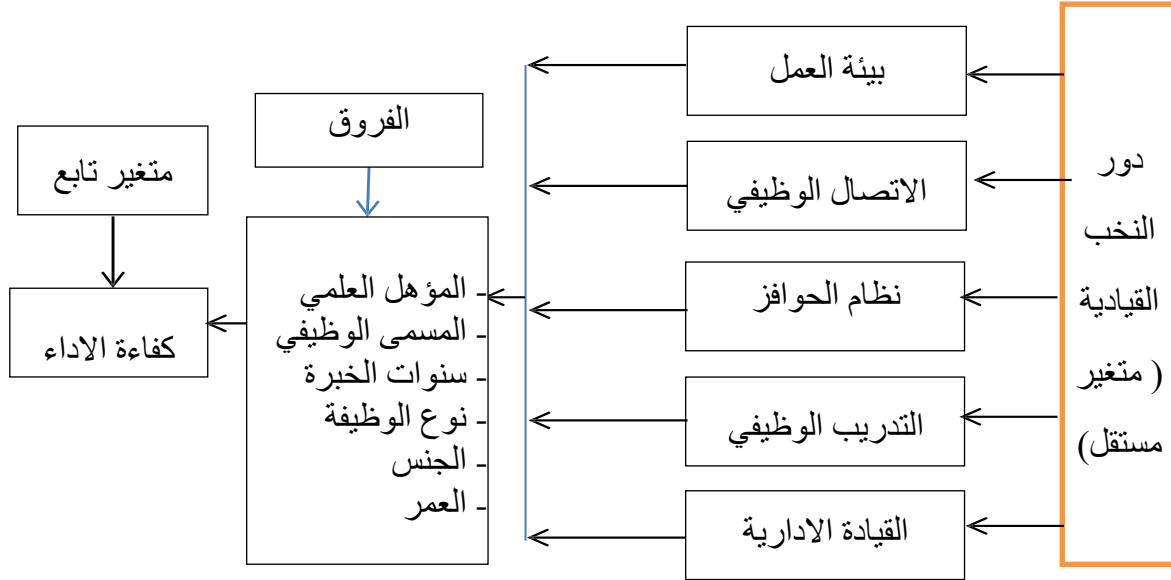 دور
النخب
القيادية
( متغير
مستقل)
بيئة العمل
الاتصال الوظيفي
نظام الحوافز
التدريب الوظيفي
القيادة الادارية
الفروق
- المؤهل العلمي
- المسمى الوظيفي
- سنوات الخبرة
- نوع الوظيفة
- الجنس
- العمر
متغير تابع
كفاءة الاداء